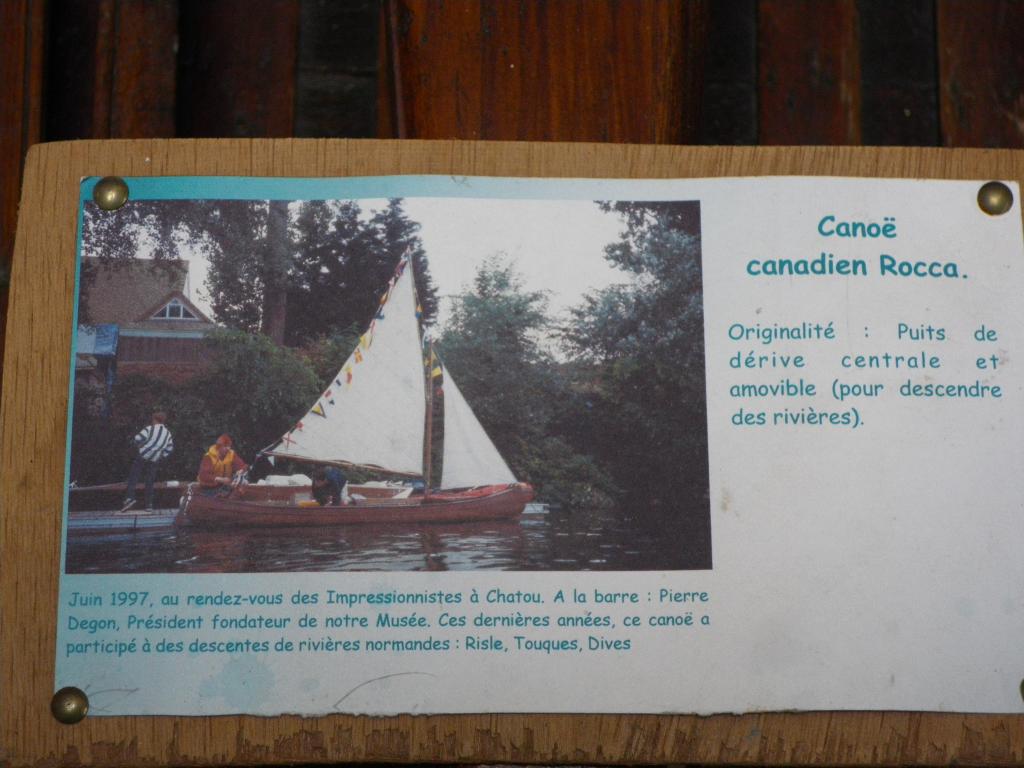 Canoë
canadien Rocca.
Originalité : Puits de
dérive centrale et
amovible (pour descendre
des rivières).
Juin 1997, au rendez-vous des Impressionnistes à Chatou. A la barre : Pierre
Degon, Président fondateur de notre Musée. Ces dernières années, ce canoë a
participé à des descentes de rivières normandes : Risle, Touques, Dives